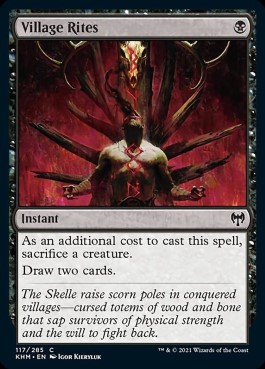 Village Rites
Instant
As an additional cost to cast this spell,
sacrifice a creature.
Draw two cards.
The Skelle raise scorn poles in conquered
villages—cursed totems of wood and bone
that sap survivors of physical strength
and the will to fight back.
117/285 C
KHM • EN Igor Kieryluk
™ & © 2021 Wizards of the Coast